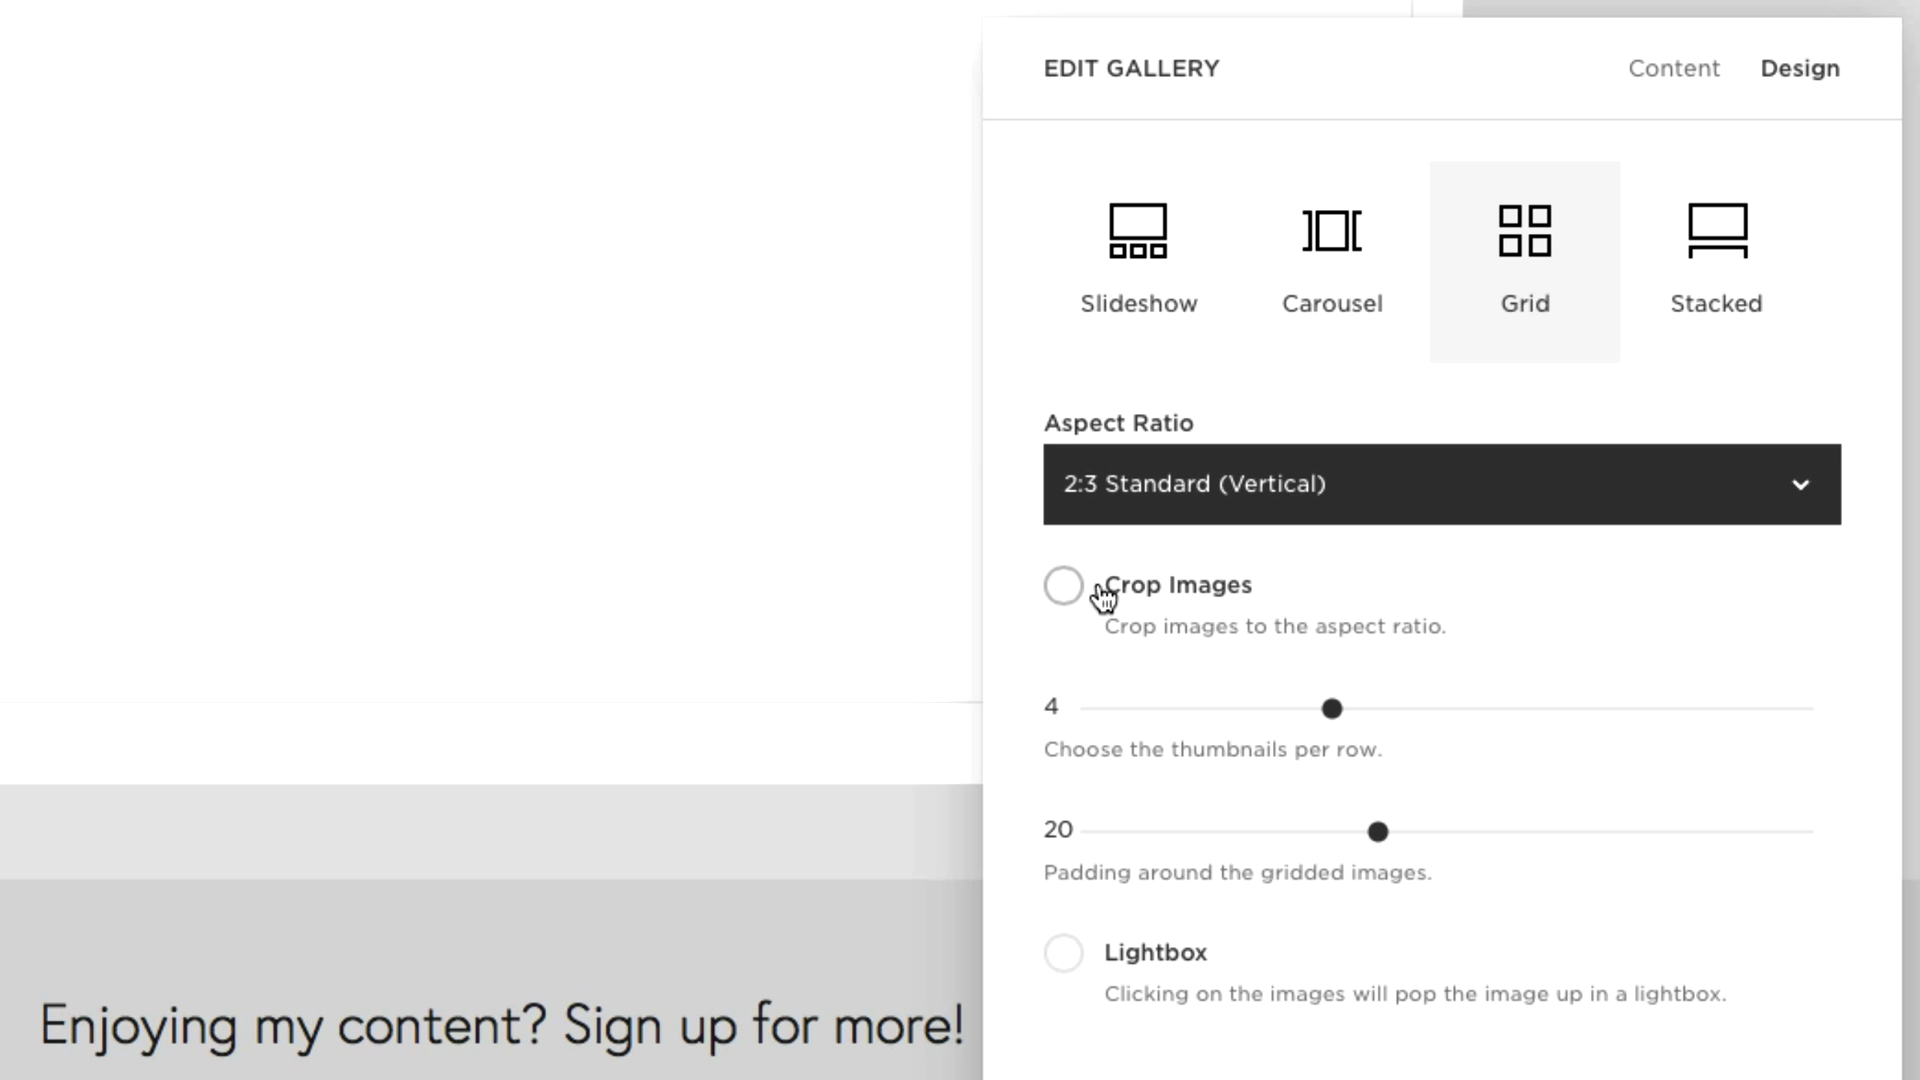 EDIT GALLERY
Content
Design
Slideshow
Carousel
Grid
Stacked
Aspect Ratio
2:3 Standard (Vertical)
Crop Images
Crop images to the aspect ratio.
4
Choose the thumbnails per row.
20
Padding around the gridded images.
Lightbox
Clicking on the images will pop the image up in a lightbox.
Enjoying my content? Sign up for more!